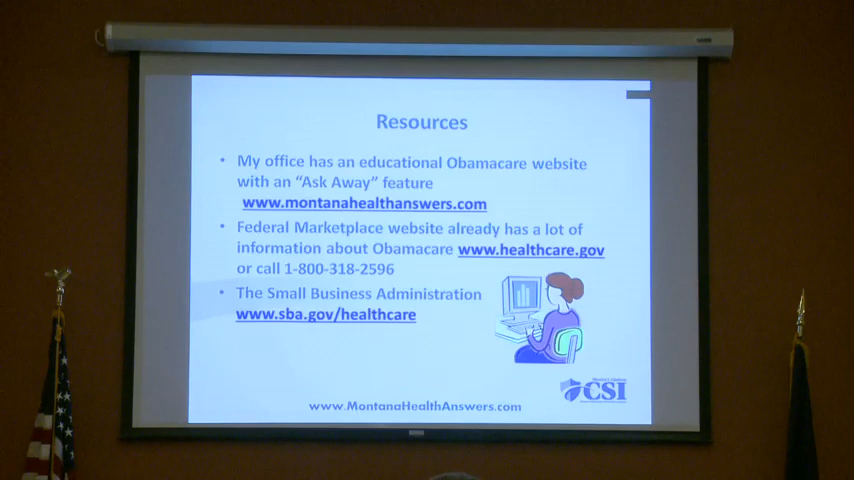 Resources
• My office has an educational Obamacare website
with an “Ask Away” feature
www.montanahealthanswers.com
• Federal Marketplace website already has a lot of
information about Obamacare www.healthcare.gov
or call 1-800-318-2596
• The Small Business Administration
www.sba.gov/healthcare
CSI
www.MontanaHealthAnswers.com